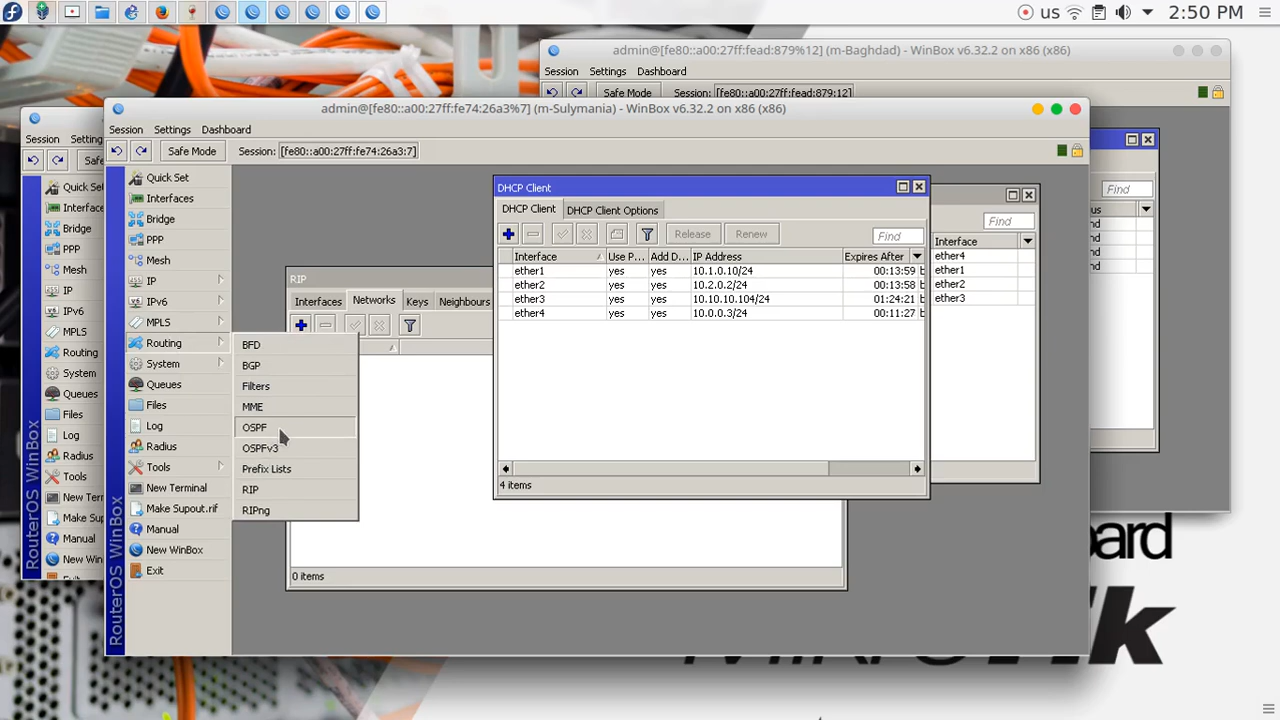 us
2:50 PM
admin@[fe80::a00:27ff:fead:879%12] (m-Baghdad) - WinBox v6.32.2 on x86 (x86)
Session Settings Dashboard
Safe Mode Session: [fe80::a00:27ff:fead:879:12]
admin@[fe80::a00:27ff:fe74:26a3%7] (m-Sulymania) - WinBox v6.32.2 on x86 (x86)
Session Settings Dashboard
Safe Mode Session: [fe80::a00:27ff:fe74:26a3:7]
Quick Set
Interfaces
Bridge
PPP
Mesh
IP
IPv6
MPLS
Routing
System
Queues
Files
Log
Radius
Tools
New Terminal
Make Supout.rif
Manual
New WinBox
Exit
RouterOS WinBox
BFD
BGP
Filters
MME
OSPF
OSPFv3
Prefix Lists
RIP
RIPng
RIP
Interfaces Networks Keys Neighbours
0 items
DHCP Client
DHCP Client DHCP Client Options
Release Renew Find
Interface Use P... Add D... IP Address Expires After
ether1 yes yes 10.1.0.10/24 00:13:59 b
ether2 yes yes 10.2.0.2/24 00:13:58 b
ether3 yes yes 10.10.10.104/24 01:24:21 b
ether4 yes yes 10.0.0.3/24 00:11:27 b
4 items
Find
Interface
ether4
ether1
ether2
ether3
Find
us
nd
nd
nd
nd
Session Setting
Safe
Quick Set
Interface
Bridge
PPP
Mesh
IP
IPv6
MPLS
Routing
System
Queues
Files
Log
Radius
Tools
New Term
Make Sup
Manual
New Win
Exit
RouterOS WinBox
oard